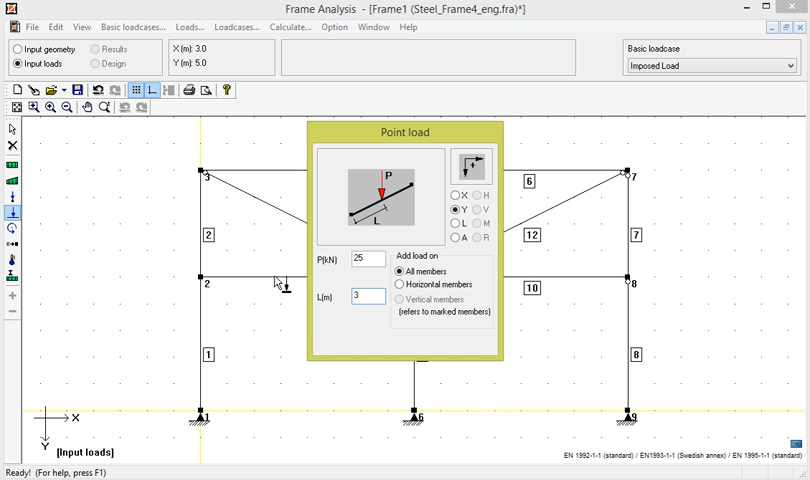 Frame Analysis - [Frame1 (Steel_Frame4_eng.fra)*]
File Edit View Basic loadcases... Loads... Loadcases... Calculate... Option Window Help
Input geometry Results
Input loads Design
X (m): 3.0
Y (m): 5.0
Basic loadcase
Imposed Load
Point load
P
L
X H
Y V
L M
A R
P(kN) 25
L(m) 3
Add load on
All members
Horizontal members
Vertical members
(refers to marked members)
3 6 7
2 12 7
2 10 8
1 8
1 6 9
X
Y
[Input loads]
EN 1992-1-1 (standard) / EN1993-1-1 (Swedish annex) / EN 1995-1-1 (standard)
Ready! (For help, press F1)